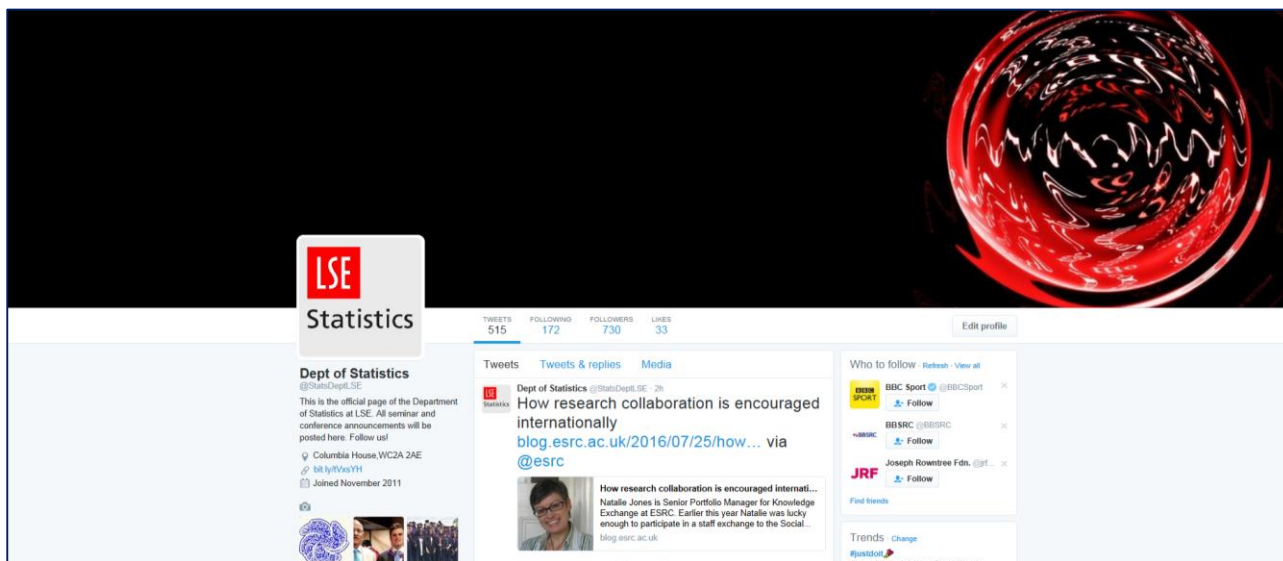 LSE
Statistics
TWEETS FOLLOWING FOLLOWERS LIKES
515 172 730 33
Edit profile
Dept of Statistics
@StatsDeptLSE
This is the official page of the Department
of Statistics at LSE. All seminar and
conference announcements will be
posted here. Follow us!
Columbia House,WC2A 2AE
bit.ly/tVxsYH
Joined November 2011
Tweets Tweets & replies Media
LSE
Statistics
Dept of Statistics @StatsDeptLSE · 2h
How research collaboration is encouraged
internationally
blog.esrc.ac.uk/2016/07/25/how… via
@esrc
How research collaboration is encouraged internati...
Natalie Jones is Senior Portfolio Manager for Knowledge
Exchange at ESRC. Earlier this year Natalie was lucky
enough to participate in a staff exchange to the Social...
blog.esrc.ac.uk
Who to follow · Refresh · View all
BBC
SPORT
BBC Sport @BBCSport
Follow
BBSRC
BBSRC @BBSRC
Follow
JRF
Joseph Rowntree Fdn. @jrf...
Follow
Find friends
Trends · Change
#justdoit